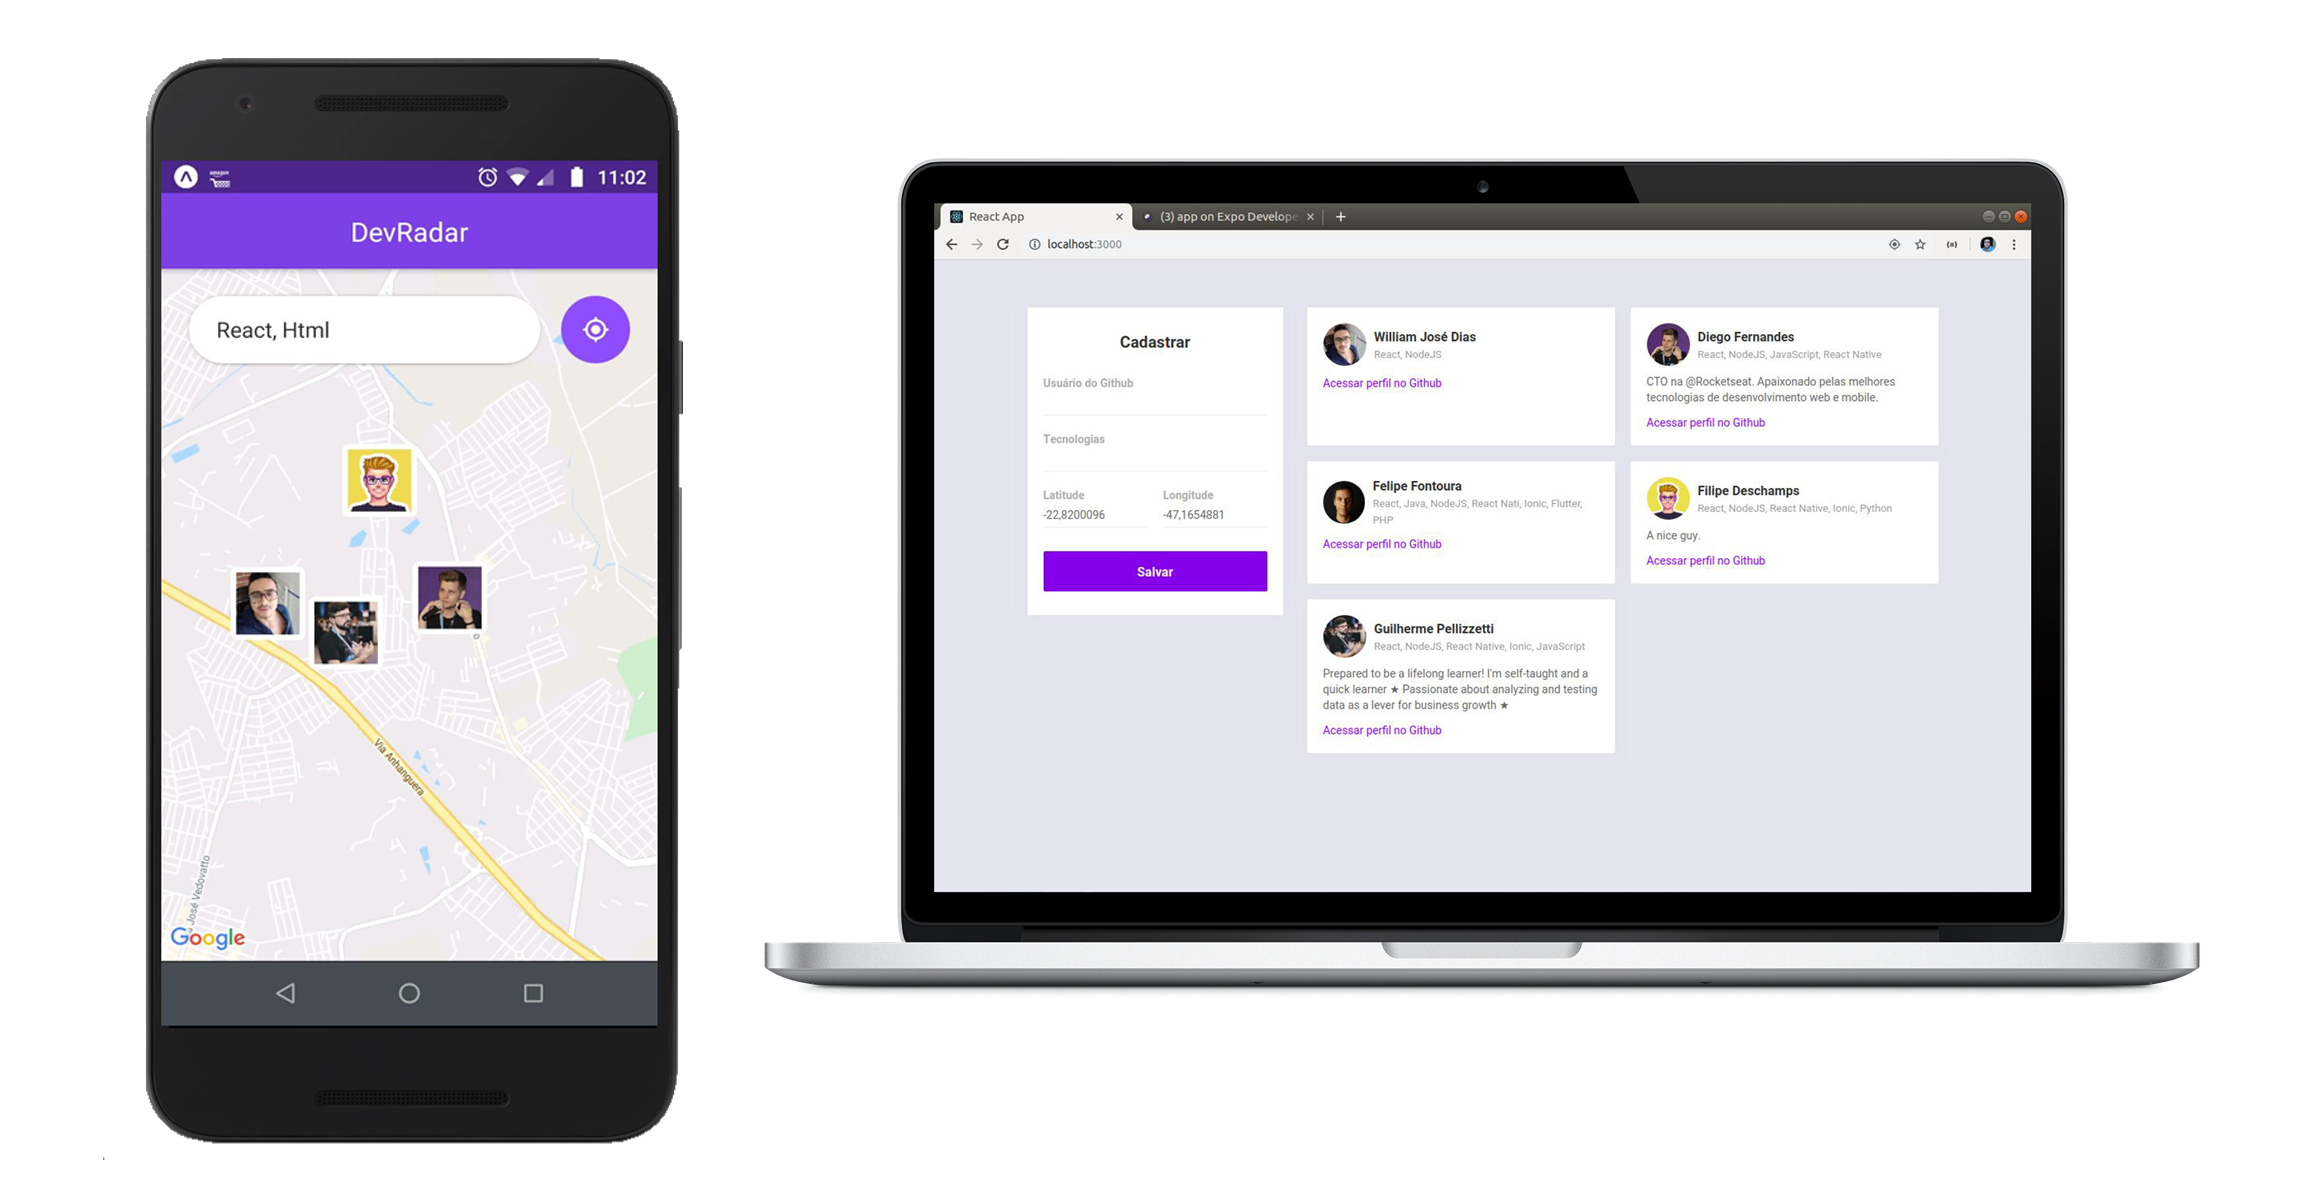 amazon
11:02
DevRadar
React, Html
Via Anhanguera
José Vedovatto
Google
React App
(3) app on Expo Develope
localhost:3000
Cadastrar
Usuário do Github
Tecnologias
Latitude
Longitude
-22,8200096
-47,1654881
Salvar
William José Dias
React, NodeJS
Acessar perfil no Github
Diego Fernandes
React, NodeJS, JavaScript, React Native
CTO na @Rocketseat. Apaixonado pelas melhores
tecnologias de desenvolvimento web e mobile.
Acessar perfil no Github
Felipe Fontoura
React, Java, NodeJS, React Nati, Ionic, Flutter,
PHP
Acessar perfil no Github
Filipe Deschamps
React, NodeJS, React Native, Ionic, Python
A nice guy.
Acessar perfil no Github
Guilherme Pellizzetti
React, NodeJS, React Native, Ionic, JavaScript
Prepared to be a lifelong learner! I'm self-taught and a
quick learner ★ Passionate about analyzing and testing
data as a lever for business growth ★
Acessar perfil no Github